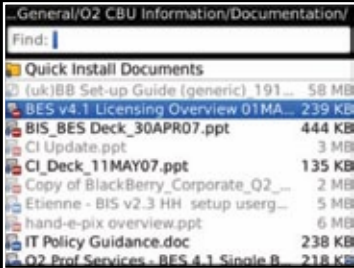 ...General/O2 CBU Information/Documentation/
Find:
Quick Install Documents
(uk)BB Set-up Guide (generic)_191... 58 MB
BES v4.1 Licensing Overview 01MA... 239 KB
BIS_BES Deck_30APR07.ppt 444 KB
CI Update.ppt 3 MB
CI_Deck_11MAY07.ppt 135 KB
Copy of BlackBerry_Corporate_Q2_... 2 MB
Etienne - BIS v2.3 HH setup userg... 5 MB
hand-e-pix overview.ppt 6 MB
IT Policy Guidance.doc 238 KB
O2 Prof Services - BES 4.1 Single B... 218 KB